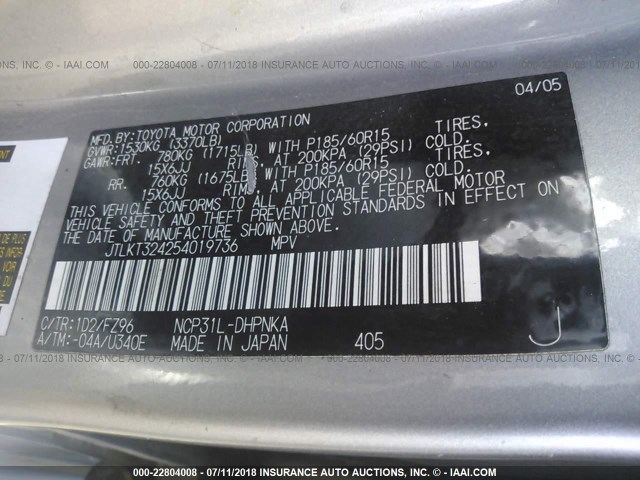 000-22804008 - 07/11/2018 INSURANCE AUTO AUCTIONS, INC. - IAAI.COM
04/05
MFD.BY:TOYOTA MOTOR CORPORATION
GVWR:1530KG (3370LB)
GAWR:FRT. 780KG (1715LB) WITH P185/60R15 TIRES.
15X6JJ RIMS, AT 200KPA (29PSI) COLD.
RR. 760KG (1675LB) WITH P185/60R15 TIRES.
15X6JJ RIMS, AT 200KPA (29PSI) COLD.
THIS VEHICLE CONFORMS TO ALL APPLICABLE FEDERAL MOTOR
VEHICLE SAFETY AND THEFT PREVENTION STANDARDS IN EFFECT
ON THE DATE OF MANUFACTURE SHOWN ABOVE.
JTLKT324254019736 MPV
C/TR:1D2/FZ96 NCP31L-DHPNKA
A/TM:-04A/U340E MADE IN JAPAN 405 J
000-22804008 - 07/11/2018 INSURANCE AUTO AUCTIONS, INC. - IAAI.COM